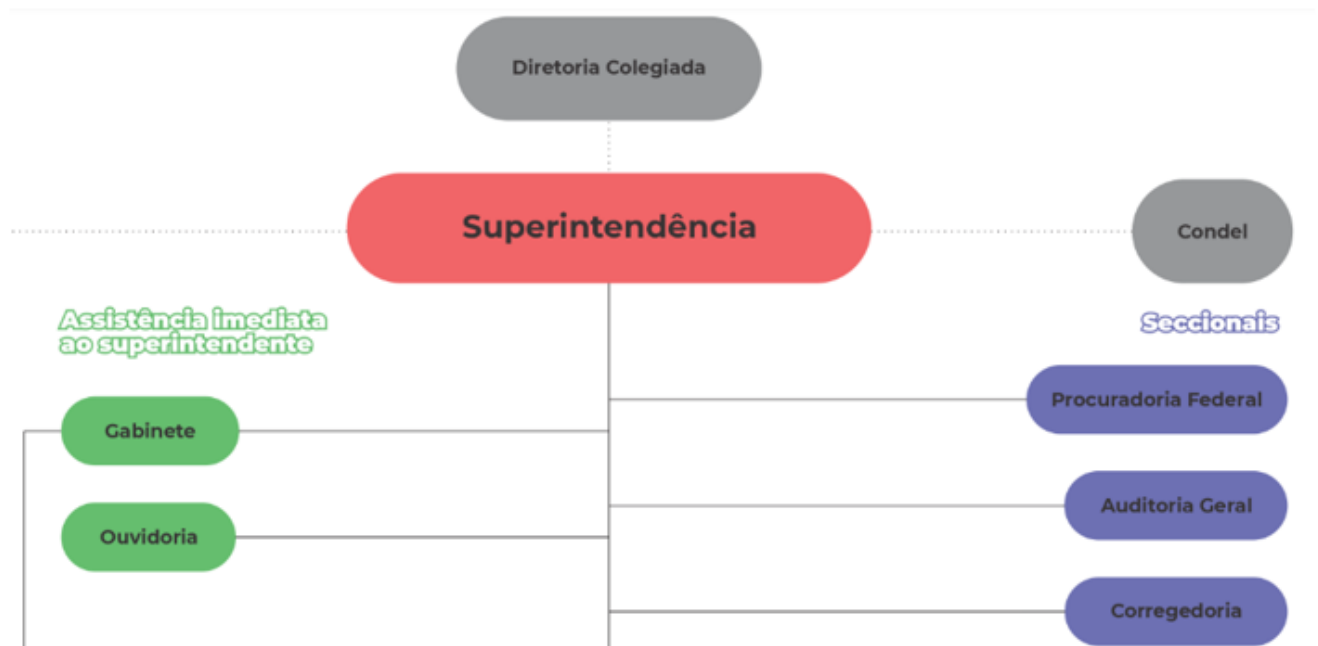 Diretoria Colegiada
Superintendência
Condel
Assistência imediata
ao superintendente
Seccionais
Gabinete
Procuradoria Federal
Ouvidoria
Auditoria Geral
Corregedoria